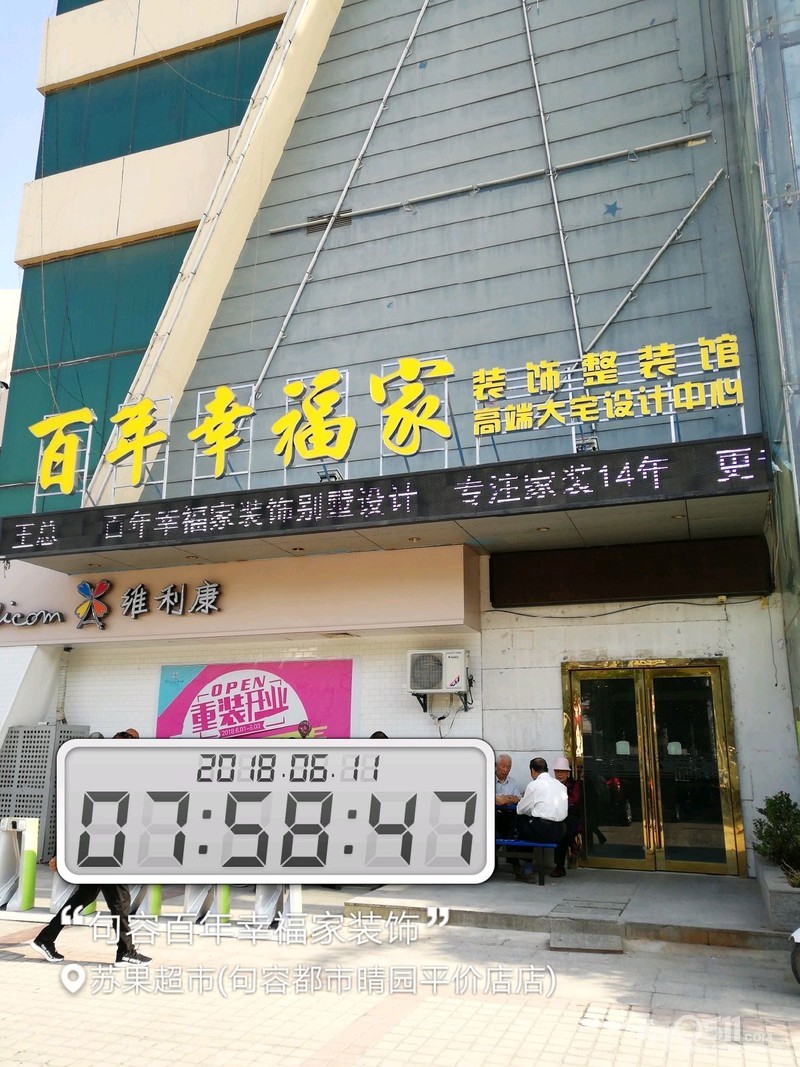 百年幸福家
装饰整装馆
高端大宅设计中心
王总 百年幸福家装饰别墅设计 专注家装14年 更
licom 维利康
OPEN
重装开业
2018.06.11
07:58:47
“句容百年幸福家装饰”
苏果超市(句容都市晴园平价店店)